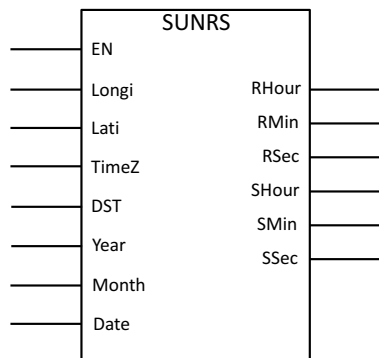 SUNRS
EN
Longi
Lati
TimeZ
DST
Year
Month
Date
RHour
RMin
RSec
SHour
SMin
SSec